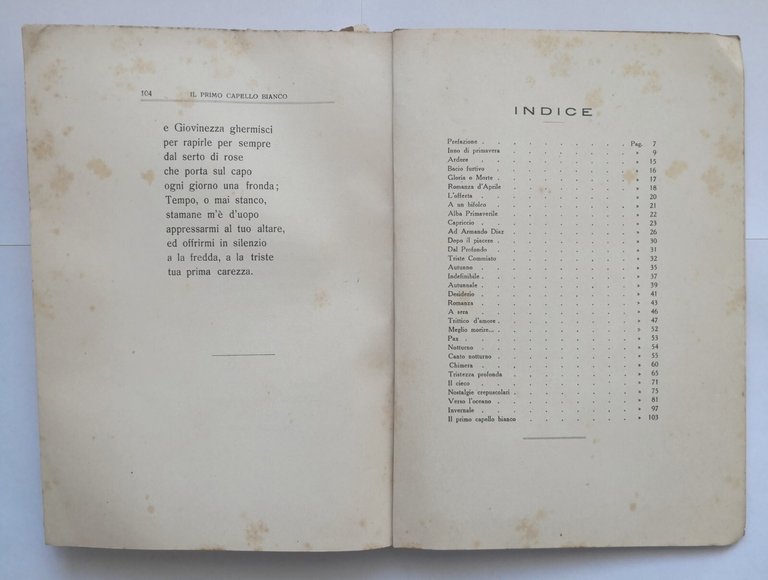 104 IL PRIMO CAPELLO BIANCO
e Giovinezza ghermisci
per rapirle per sempre
dal serto di rose
che porta sul capo
ogni giorno una fronda;
Tempo, o mai stanco,
stamane m'è d'uopo
appressarmi al tuo altare,
ed offrirmi in silenzio
a la fredda, a la triste
tua prima carezza.
INDICE
Prefazione . . . . . . . . . Pag. 7
Inno di primavera . . . . . . . . » 9
Ardore . . . . . . . . . » 15
Bacio furtivo . . . . . . . . » 16
Gloria o Morte . . . . . . . . » 17
Romanza d'Aprile . . . . . . . . » 18
L'offerta . . . . . . . . . » 20
A un bifolco . . . . . . . . » 21
Alba Primaverile . . . . . . . . » 22
Capriccio . . . . . . . . . » 23
Ad Armando Diaz . . . . . . . . » 26
Dopo il piacere . . . . . . . . » 30
Dal Profondo . . . . . . . . » 31
Triste Commiato . . . . . . . . » 32
Autunno . . . . . . . . . » 35
Indefinibile . . . . . . . . » 37
Autunnale . . . . . . . . . » 39
Desiderio . . . . . . . . . » 41
Romanza . . . . . . . . . » 43
A sera . . . . . . . . . » 46
Trittico d'amore . . . . . . . . » 47
Meglio morire... . . . . . . . . » 52
Pax . . . . . . . . . » 53
Notturno . . . . . . . . . » 54
Canto notturno . . . . . . . . » 55
Chimera . . . . . . . . . » 60
Tristezza profonda . . . . . . . . » 65
Il cieco . . . . . . . . . » 71
Nostalgie crepuscolari . . . . . . . . » 75
Verso l'oceano . . . . . . . . » 81
Invernale . . . . . . . . . » 97
Il primo capello bianco . . . . . . . » 103